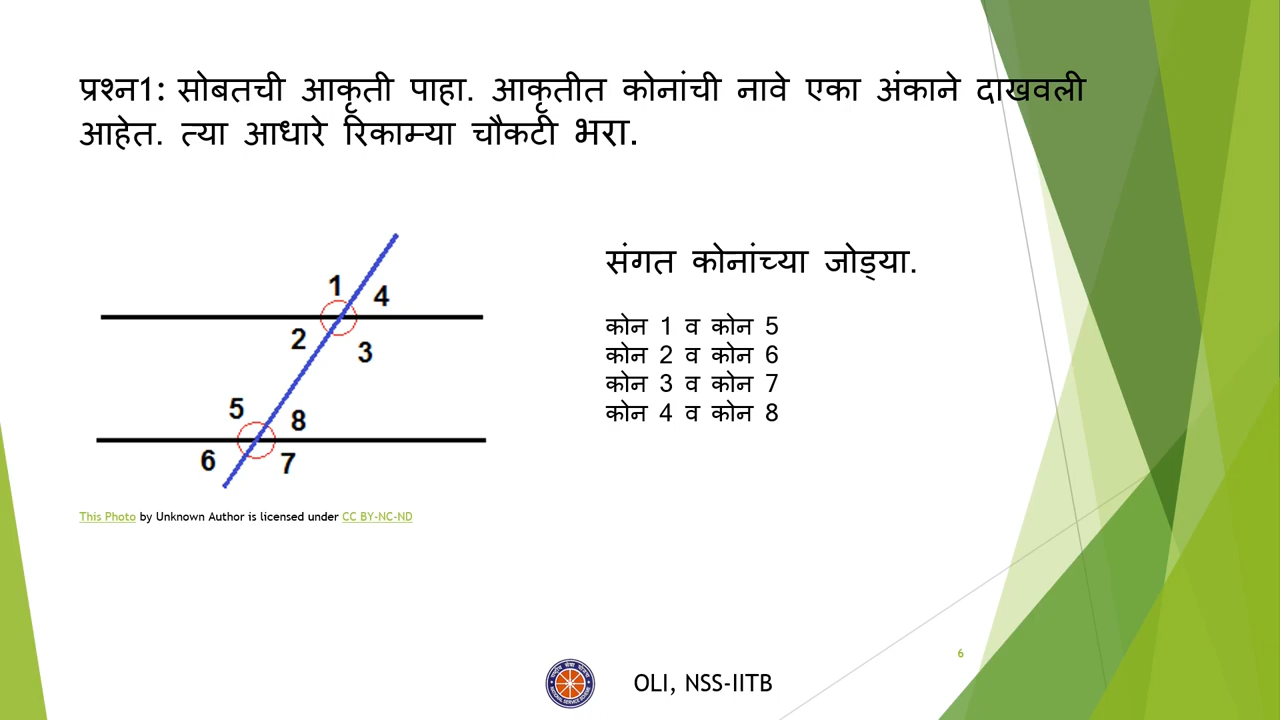 प्रश्न1: सोबतची आकृती पाहा. आकृतीत कोनांची नावे एका अंकाने दाखवली
आहेत. त्या आधारे रिकाम्या चौकटी भरा.
संगत कोनांच्या जोड्या.
कोन 1 व कोन 5
कोन 2 व कोन 6
कोन 3 व कोन 7
कोन 4 व कोन 8
1
4
2
3
5
8
6
7
This Photo by Unknown Author is licensed under CC BY-NC-ND
6
OLI, NSS-IITB